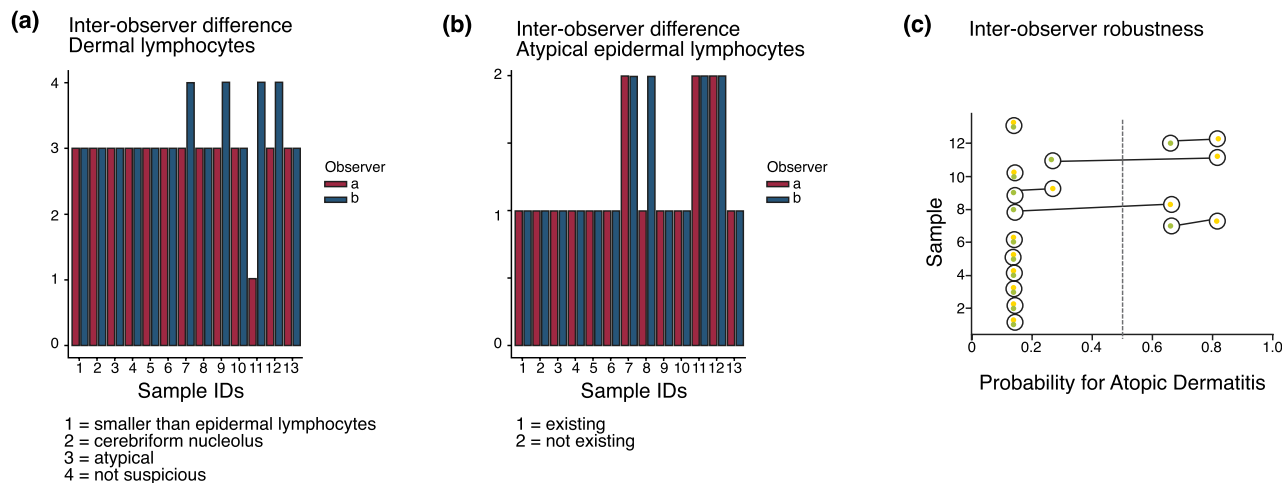 (a)
Inter-observer difference
Dermal lymphocytes
4
3
2
1
0
1 2 3 4 5 6 7 8 9 10 11 12 13
Sample IDs
Observer
a
b
1 = smaller than epidermal lymphocytes
2 = cerebriform nucleolus
3 = atypical
4 = not suspicious
(b)
Inter-observer difference
Atypical epidermal lymphocytes
2
1
0
1 2 3 4 5 6 7 8 9 10 11 12 13
Sample IDs
Observer
a
b
1 = existing
2 = not existing
(c)
Inter-observer robustness
Sample
12
10
8
6
4
2
0 0.2 0.4 0.6 0.8 1.0
Probability for Atopic Dermatitis